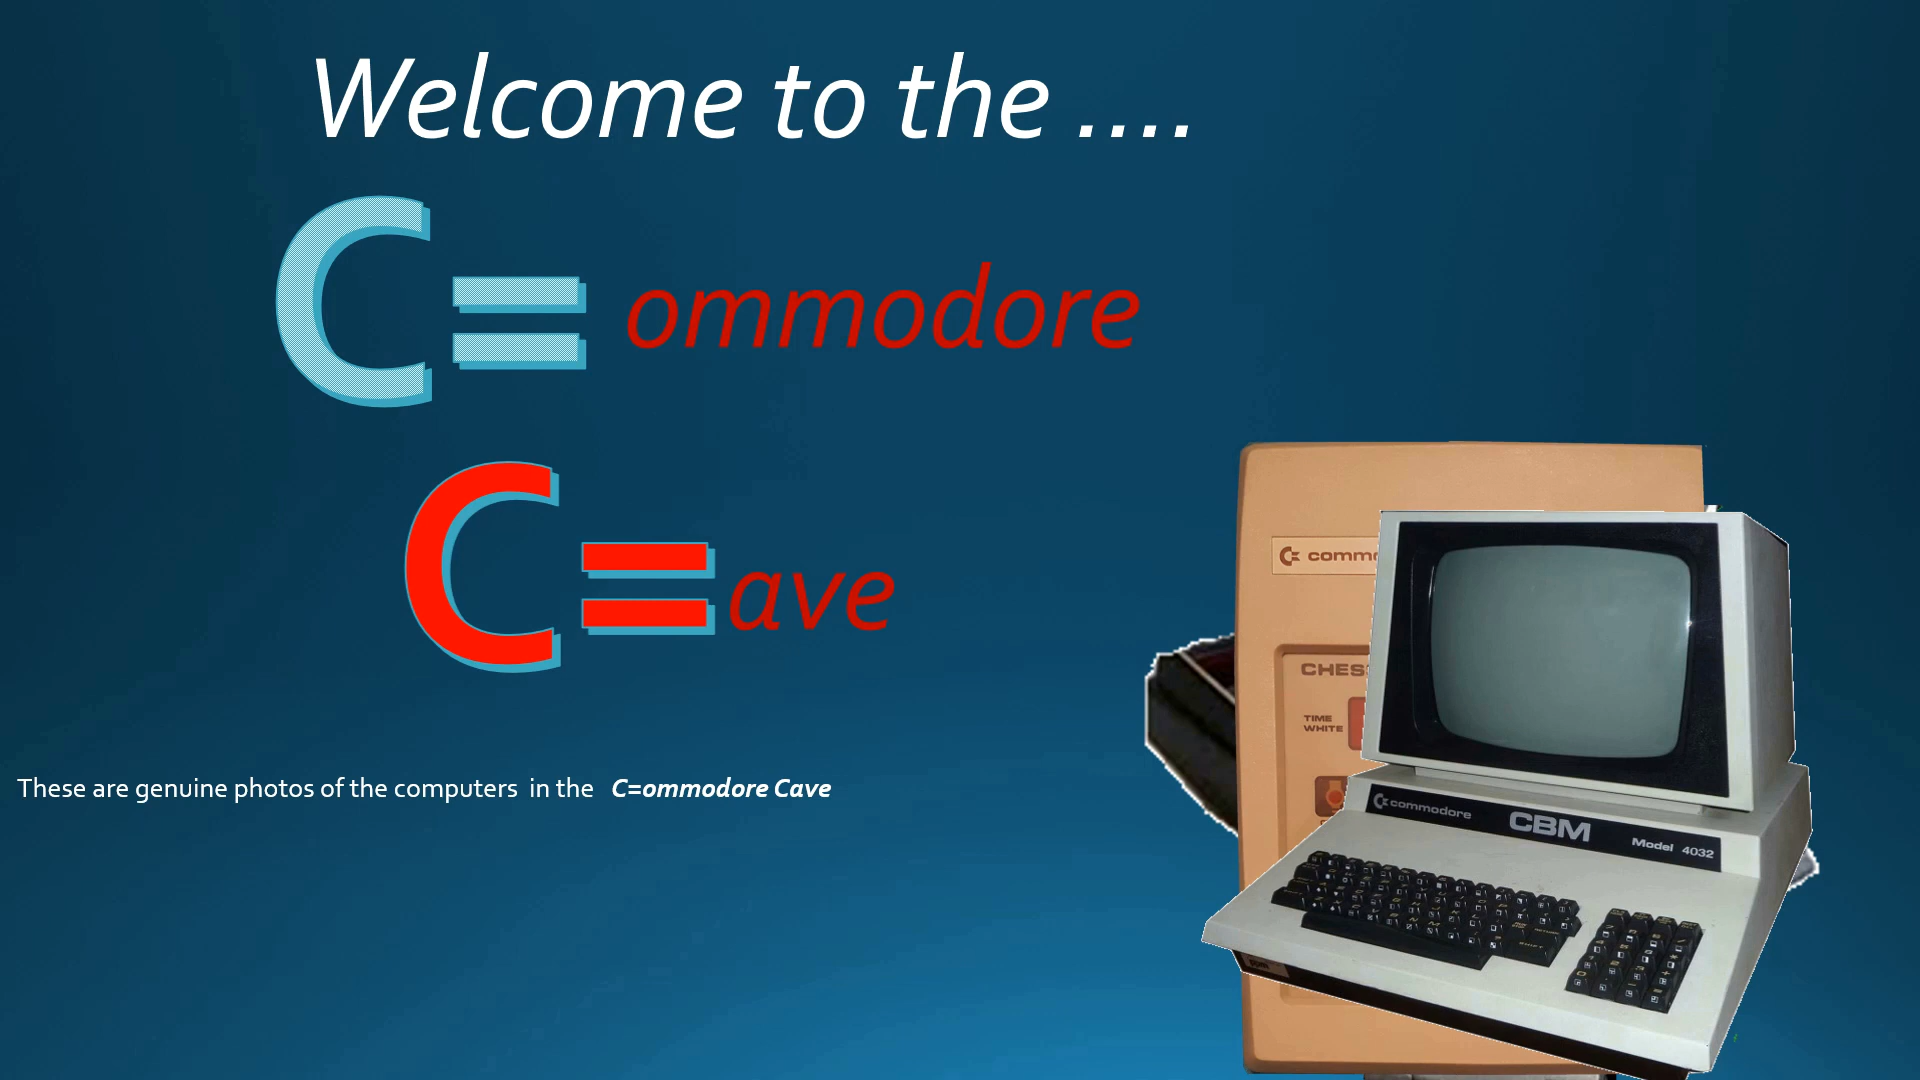 Welcome to the ....
C= ommodore
C=ave
These are genuine photos of the computers in the C=ommodore Cave
commo
CHES
TIME
WHITE
commodore CBM Model 4032